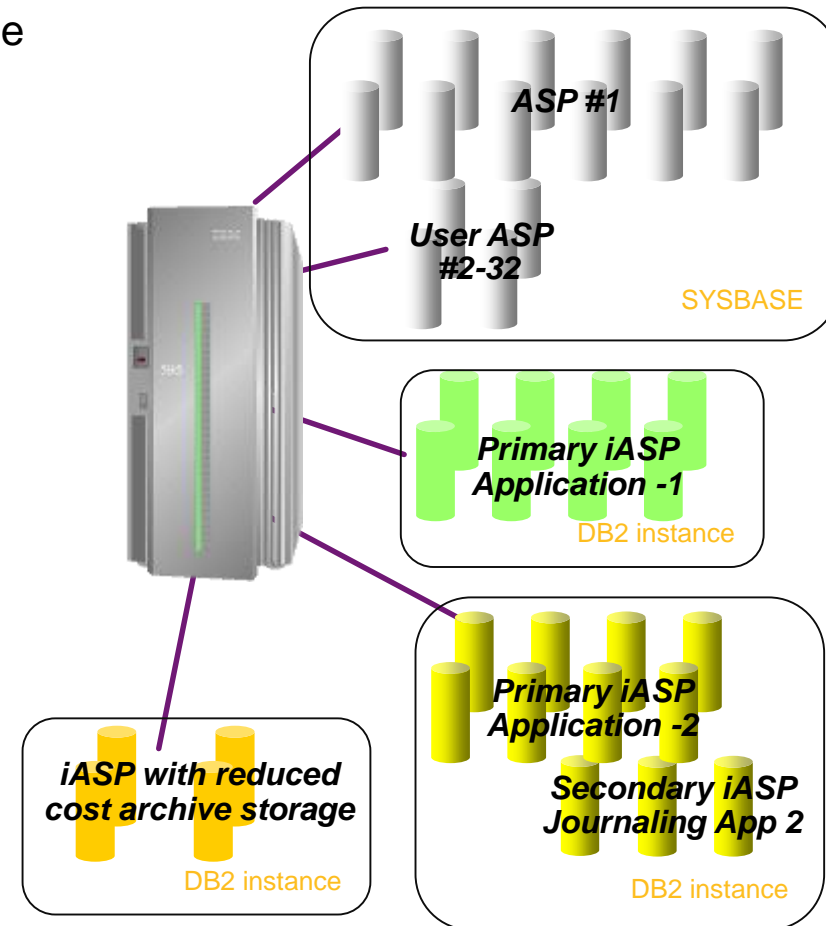 e
ASP #1
User ASP
#2-32
SYSBASE
Primary iASP
Application -1
DB2 instance
Primary iASP
Application -2
Secondary iASP
Journaling App 2
DB2 instance
iASP with reduced
cost archive storage
DB2 instance